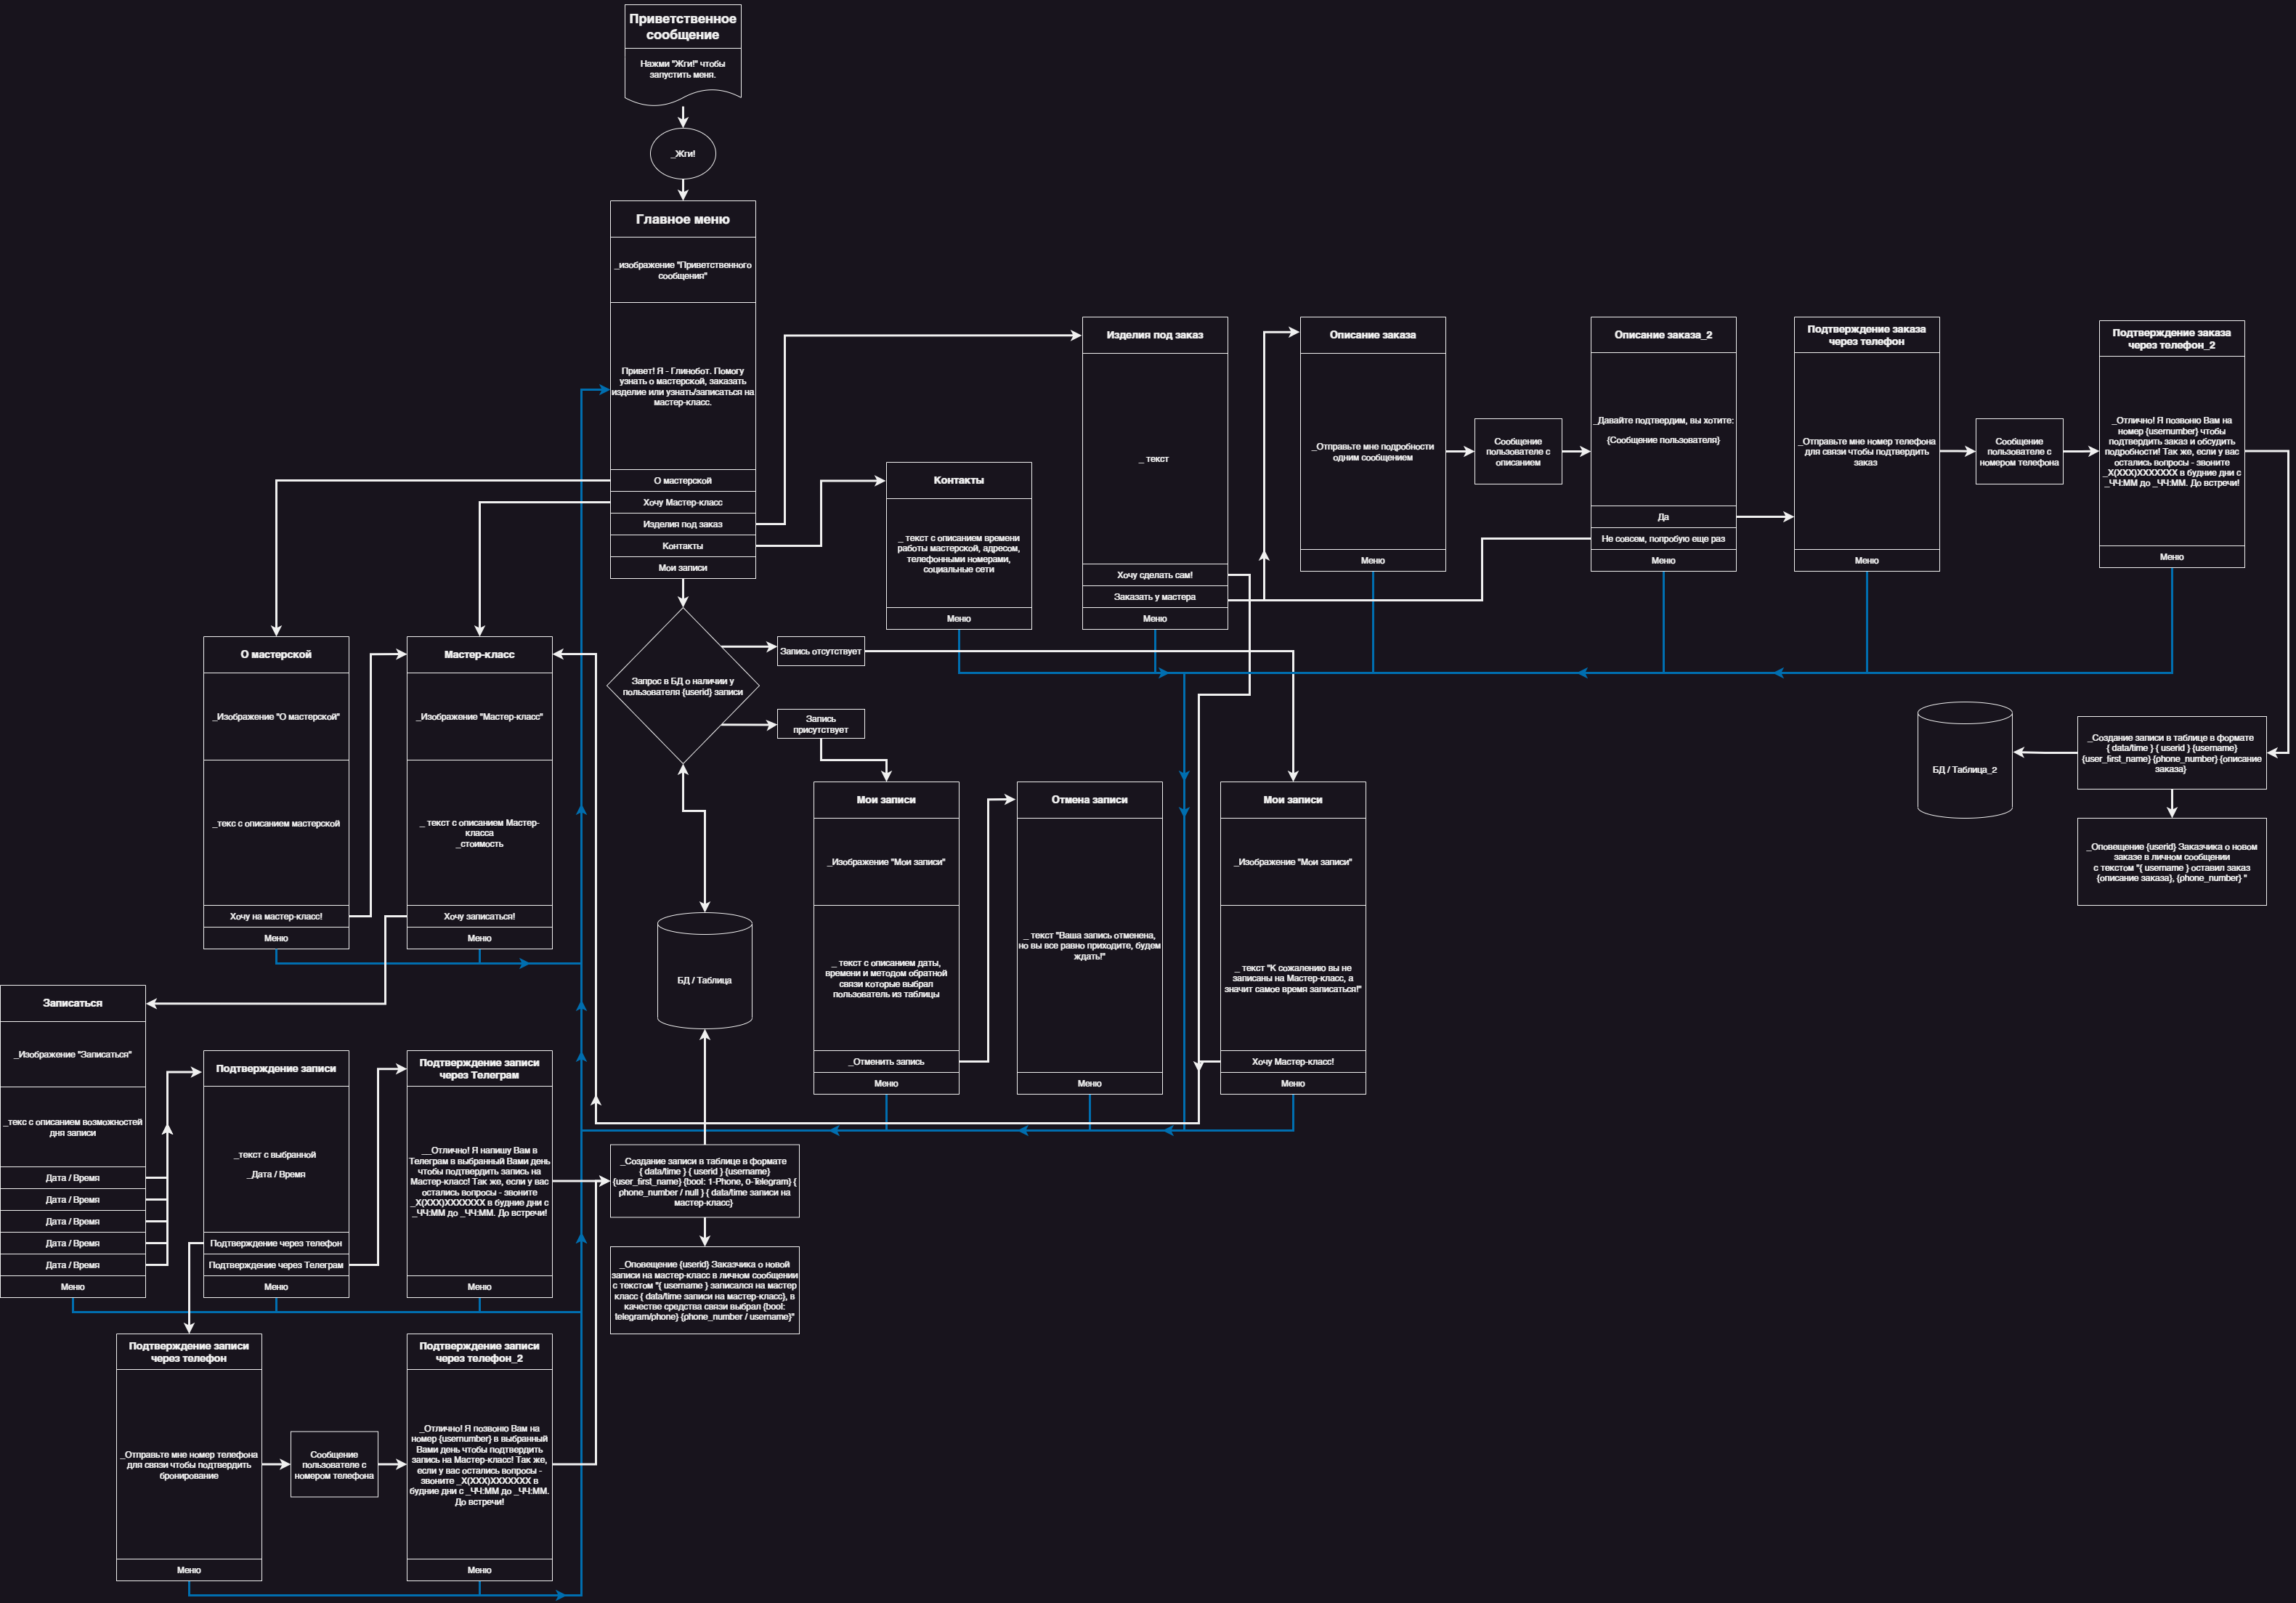 Приветственное
сообщение
Нажми "Жги!" чтобы
запустить меня.
_Жги!
Главное меню
_изображение "Приветственного
сообщения"
Привет! Я - Глинобот. Помогу
узнать о мастерской, заказать
изделие или узнать/записаться на
мастер-класс.
О мастерской
Хочу Мастер-класс
Изделия под заказ
Контакты
Мои записи
Контакты
_ текст с описанием времени
работы мастерской, адресом,
телефонными номерами,
социальные сети
Меню
Изделия под заказ
_ текст
Хочу сделать сам!
Заказать у мастера
Меню
Описание заказа
_Отправьте мне подробности
одним сообщением
Меню
Сообщение
пользователе с
описанием
Описание заказа_2
_Давайте подтвердим, вы хотите:
{Сообщение пользователя}
Да
Не совсем, попробую еще раз
Меню
Подтверждение заказа
через телефон
_Отправьте мне номер телефона
для связи чтобы подтвердить
заказ
Меню
Сообщение
пользователе с
номером телефона
Подтверждение заказа
через телефон_2
_Отлично! Я позвоню Вам на
номер {usernumber} чтобы
подтвердить заказ и обсудить
подробности! Так же, если у вас
остались вопросы - звоните
_X(XXX)XXXXXXX в будние дни с
_ЧЧ:ММ до _ЧЧ:ММ. До встречи!
Меню
_Создание записи в таблице в формате
{ data/time } { userid } {username}
{user_first_name} {phone_number} {описание
заказа}
БД / Таблица_2
_Оповещение {userid} Заказчика о новом
заказе в личном сообщении
с текстом "{ username } оставил заказ
{описание заказа}, {phone_number} "
О мастерской
_Изображение "О мастерской"
_текс с описанием мастерской
Хочу на мастер-класс!
Меню
Мастер-класс
_Изображение "Мастер-класс"
_ текст с описанием Мастер-
класса
_стоимость
Хочу записаться!
Меню
Запрос в БД о наличии у
пользователя {userid} записи
Запись отсутствует
Запись
присутствует
БД / Таблица
Мои записи
_Изображение "Мои записи"
_ текст с описанием даты,
времени и методом обратной
связи которые выбрал
пользователь из таблицы
_Отменить запись
Меню
Отмена записи
_ текст "Ваша запись отменена,
но вы все равно приходите, будем
ждать!"
Меню
Мои записи
_Изображение "Мои записи"
_ текст "К сожалению вы не
записаны на Мастер-класс, а
значит самое время записаться!"
Хочу Мастер-класс!
Меню
Записаться
_Изображение "Записаться"
_текс с описанием возможностей
дня записи
Дата / Время
Дата / Время
Дата / Время
Дата / Время
Дата / Время
Меню
Подтверждение записи
_текст с выбранной
_Дата / Время
Подтверждение через телефон
Подтверждение через Телеграм
Меню
Подтверждение записи
через Телеграм
__Отлично! Я напишу Вам в
Телеграм в выбранный Вами день
чтобы подтвердить запись на
Мастер-класс! Так же, если у вас
остались вопросы - звоните
_X(XXX)XXXXXXX в будние дни с
_ЧЧ:ММ до _ЧЧ:ММ. До встречи!
Меню
_Создание записи в таблице в формате
{ data/time } { userid } {username}
{user_first_name} {bool: 1-Phone, 0-Telegram} {
phone_number / null } { data/time записи на
мастер-класс}
_Оповещение {userid} Заказчика о новой
записи на мастер-класс в личном сообщении
с текстом "{ username } записался на мастер
класс { data/time записи на мастер-класс}, в
качестве средства связи выбрал {bool:
telegram/phone} {phone_number / username}"
Подтверждение записи
через телефон
_Отправьте мне номер телефона
для связи чтобы подтвердить
бронирование
Меню
Сообщение
пользователе с
номером телефона
Подтверждение записи
через телефон_2
_Отлично! Я позвоню Вам на
номер {usernumber} в выбранный
Вами день чтобы подтвердить
запись на Мастер-класс! Так же,
если у вас остались вопросы -
звоните _X(XXX)XXXXXXX в
будние дни с _ЧЧ:ММ до _ЧЧ:ММ.
До встречи!
Меню